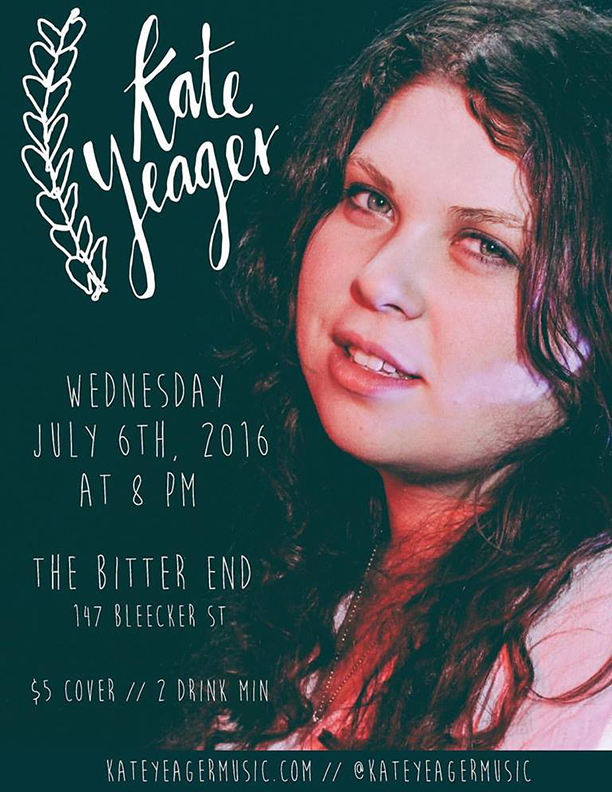 Kate
Yeager
WEDNESDAY
JULY 6TH, 2016
AT 8 PM
THE BITTER END
147 BLEECKER ST
$5 COVER // 2 DRINK MIN
KATEYEAGERMUSIC.COM // @KATEYEAGERMUSIC